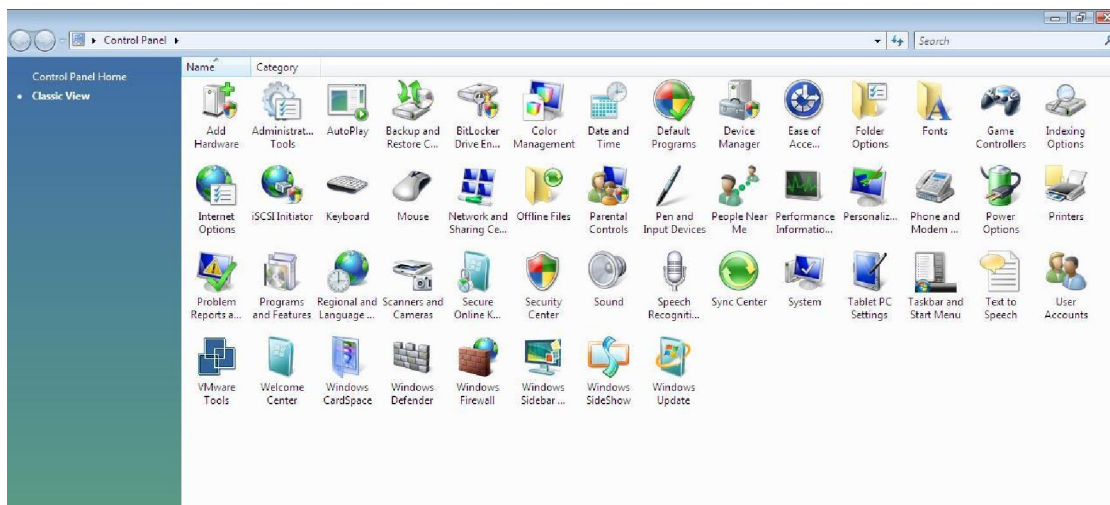 Control Panel
Search
Control Panel Home
Classic View
Name Category
Add Hardware
Administrat... Tools
AutoPlay
Backup and Restore C...
BitLocker Drive En...
Color Management
Date and Time
Default Programs
Device Manager
Ease of Acce...
Folder Options
Fonts
Game Controllers
Indexing Options
Internet Options
iSCSI Initiator
Keyboard
Mouse
Network and Sharing Ce...
Offline Files
Parental Controls
Pen and Input Devices
People Near Me
Performance Informatio...
Personaliz...
Phone and Modem ...
Power Options
Printers
Problem Reports a...
Programs and Features
Regional and Language ...
Scanners and Cameras
Secure Online K...
Security Center
Sound
Speech Recogniti...
Sync Center
System
Tablet PC Settings
Taskbar and Start Menu
Text to Speech
User Accounts
VMware Tools
Welcome Center
Windows CardSpace
Windows Defender
Windows Firewall
Windows Sidebar ...
Windows SideShow
Windows Update